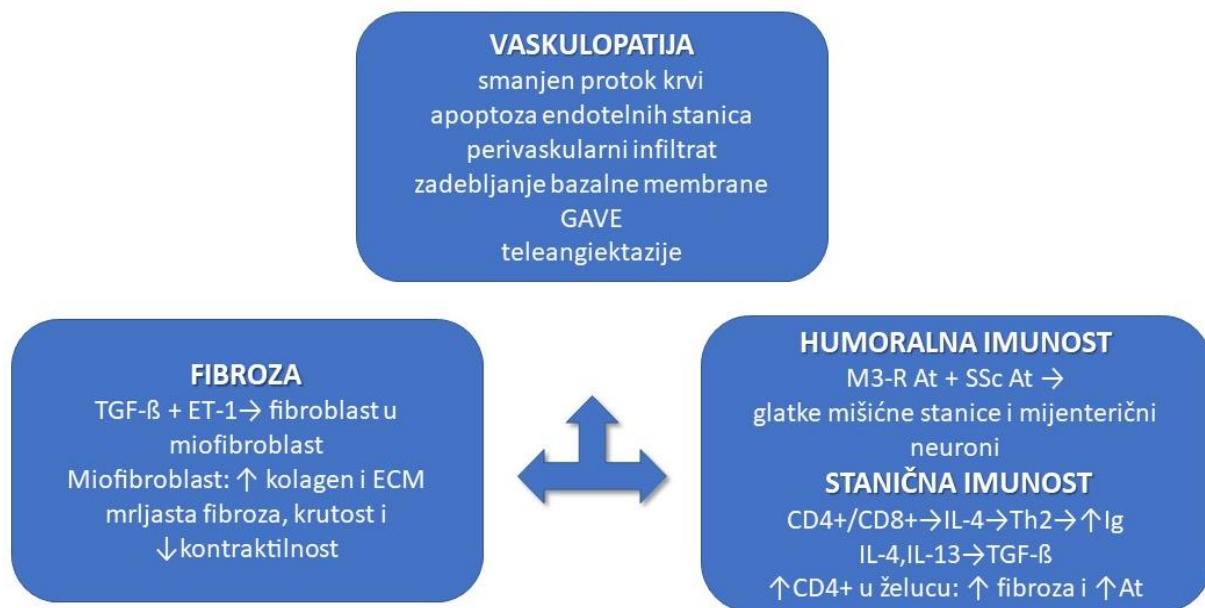 VASKULOPATIJA
smanjen protok krvi
apoptoza endotelnih stanica
perivaskularni infiltrat
zadebljanje bazalne membrane
GAVE
teleangiektazije
FIBROZA
TGF-ß + ET-1→ fibroblast u
miofibroblast
Miofibroblast: ↑ kolagen i ECM
mrljasta fibroza, krutost i
↓kontraktilnost
HUMORALNA IMUNOST
M3-R At + SSc At →
glatke mišićne stanice i mijenterični
neuroni
STANIČNA IMUNOST
CD4+/CD8+→IL-4→Th2→↑Ig
IL-4,IL-13→TGF-ß
↑CD4+ u želucu: ↑ fibroza i ↑At